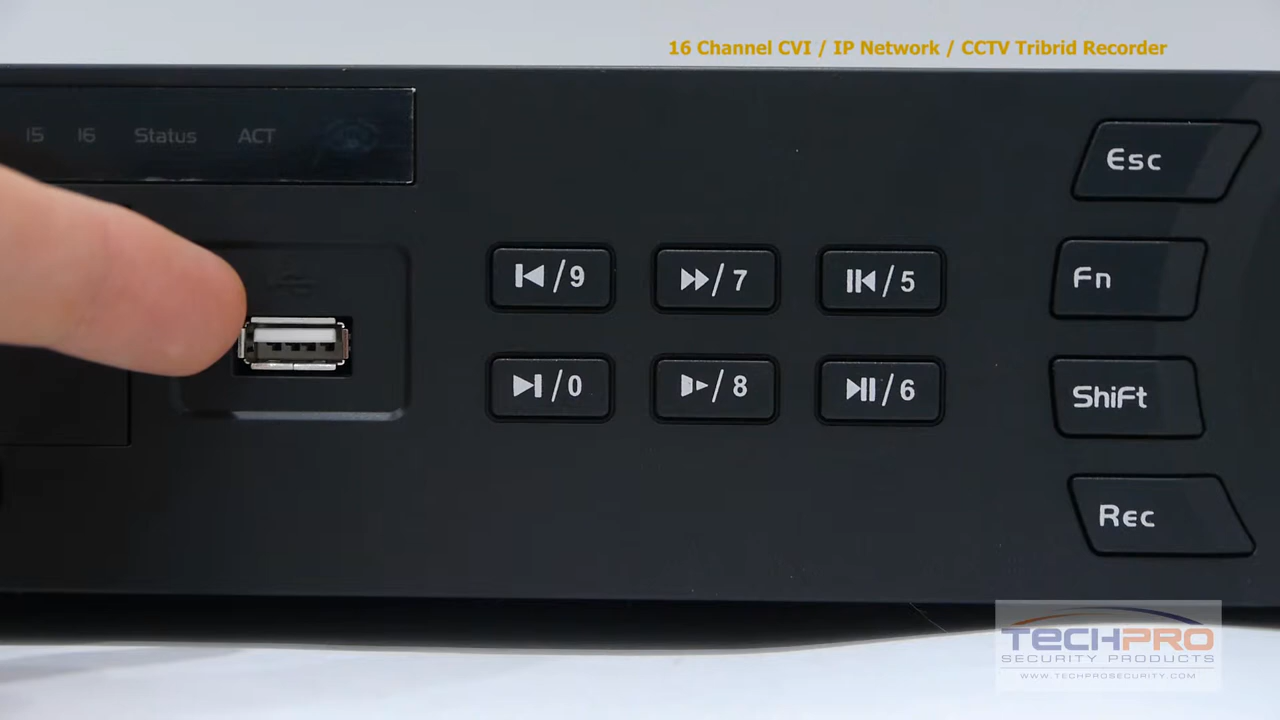 16 Channel CVI / IP Network / CCTV Tribrid Recorder
15 16 Status ACT
Esc
/9 /7 /5
Fn
/0 /8 /6
Shift
Rec
TECHPRO
SECURITY PRODUCTS
WWW.TECHPROSECURITY.COM